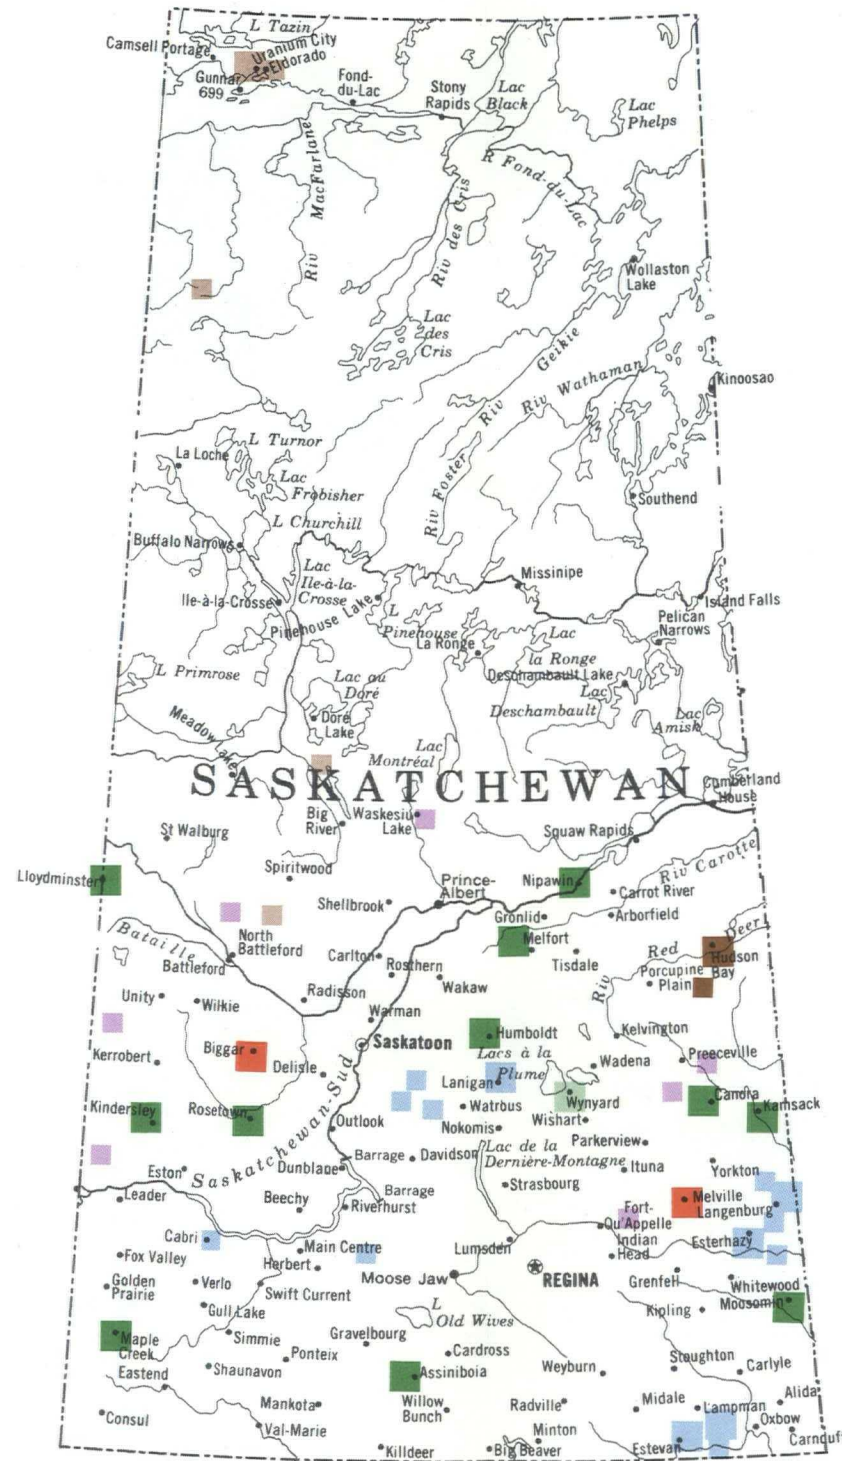 L Tazin
Camsell Portage
Uranium City
Eldorado
Gunnar
699
Fond-
du-Lac
Stony
Rapids
Lac
Black
Lac
Phelps
Riv MacFarlane
R Fond-du-Lac
Riv des Cris
Wollaston
Lake
Lac
des
Cris
Riv Geikie
Riv Wathaman
Kinoosao
L Turnor
La Loche
Lac
Frobisher
Riv Foster
Southend
L Churchill
Buffalo Narrows
Lac
Ile-à-la-
Crosse
Missinipe
Ile-à-la-Crosse
Pinehouse Lake
L
Pinehouse
Island Falls
Pelican
Narrows
La Ronge
Lac
la Ronge
L Primrose
Lac au
Doré
Deschambault Lake
Lac
Deschambault
Doré
Lake
Lac
Amisk
Meadow Lake
Lac
Montréal
SASKATCHEWAN
Cumberland
House
Big
River
Waskesiu
Lake
St Walburg
Squaw Rapids
Riv Carotte
Spiritwood
Lloydminster
Prince-
Albert
Nipawin
Carrot River
Shellbrook
Gronlid
Arborfield
Bataille
North
Battleford
Battleford
Melfort
Tisdale
Riv Red Deer
Hudson
Bay
Carlton
Rosthern
Porcupine
Plain
Unity
Wilkie
Radisson
Wakaw
Warman
Saskatoon
Humboldt
Kelvington
Biggar
Kerrobert
Delisle
Lacs à la
Plume
Wadena
Preeceville
Lanigan
Kindersley
Rosetown
Watrous
Wynyard
Canora
Kamsack
Saskatchewan-Sud
Outlook
Nokomis
Wishart
Parkerview
Eston
Dunblane
Barrage
Davidson
Lac de la
Dernière-Montagne
Ituna
Yorkton
Leader
Beechy
Barrage
Riverhurst
Strasbourg
Melville
Langenburg
Fort-
Qu'Appelle
Cabri
Main Centre
Lumsden
Indian
Head
Esterhazy
Fox Valley
Herbert
Moose Jaw
REGINA
Golden
Prairie
Verlo
Swift Current
Grenfell
Whitewood
Moosomin
Gull Lake
L
Old Wives
Kipling
Maple
Creek
Simmie
Gravelbourg
Ponteix
Cardross
Stoughton
Eastend
Shaunavon
Assiniboia
Weyburn
Carlyle
Mankota
Willow
Bunch
Radville
Midale
Lampman
Alida
Consul
Val-Marie
Minton
Oxbow
Carnduff
Killdeer
Big Beaver
Estevan